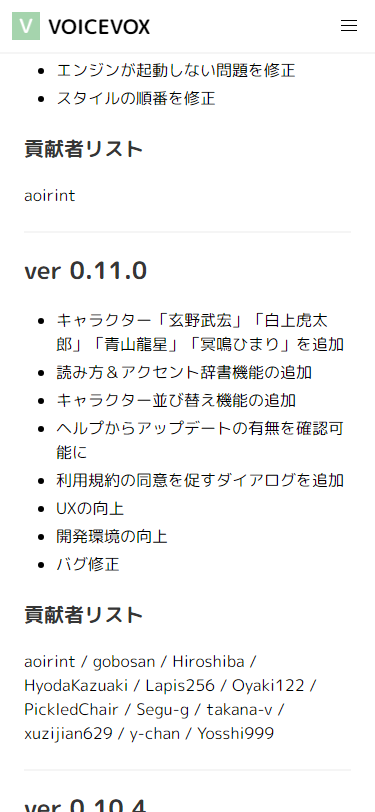 V VOICEVOX
エンジンが起動しない問題を修正
スタイルの順番を修正
貢献者リスト
aoirint
ver 0.11.0
キャラクター「玄野武宏」「白上虎太
郎」「青山龍星」「冥鳴ひまり」を追加
読み方＆アクセント辞書機能の追加
キャラクター並び替え機能の追加
ヘルプからアップデートの有無を確認可
能に
利用規約の同意を促すダイアログを追加
UXの向上
開発環境の向上
バグ修正
貢献者リスト
aoirint / gobosan / Hiroshiba /
HyodaKazuaki / Lapis256 / Oyaki122 /
PickledChair / Segu-g / takana-v /
xuzijian629 / y-chan / Yosshi999
ver 0.10.4